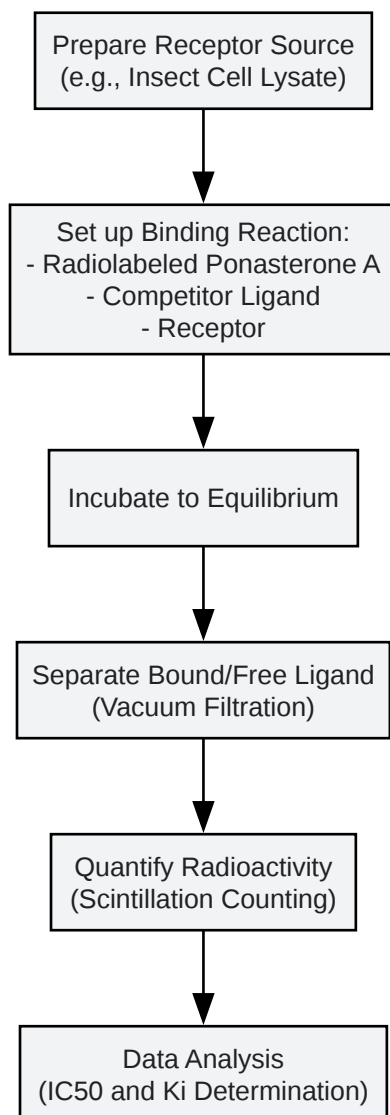 Prepare Receptor Source
(e.g., Insect Cell Lysate)
Set up Binding Reaction:
- Radiolabeled Ponasterone A
- Competitor Ligand
- Receptor
Incubate to Equilibrium
Separate Bound/Free Ligand
(Vacuum Filtration)
Quantify Radioactivity
(Scintillation Counting)
Data Analysis
(IC50 and Ki Determination)